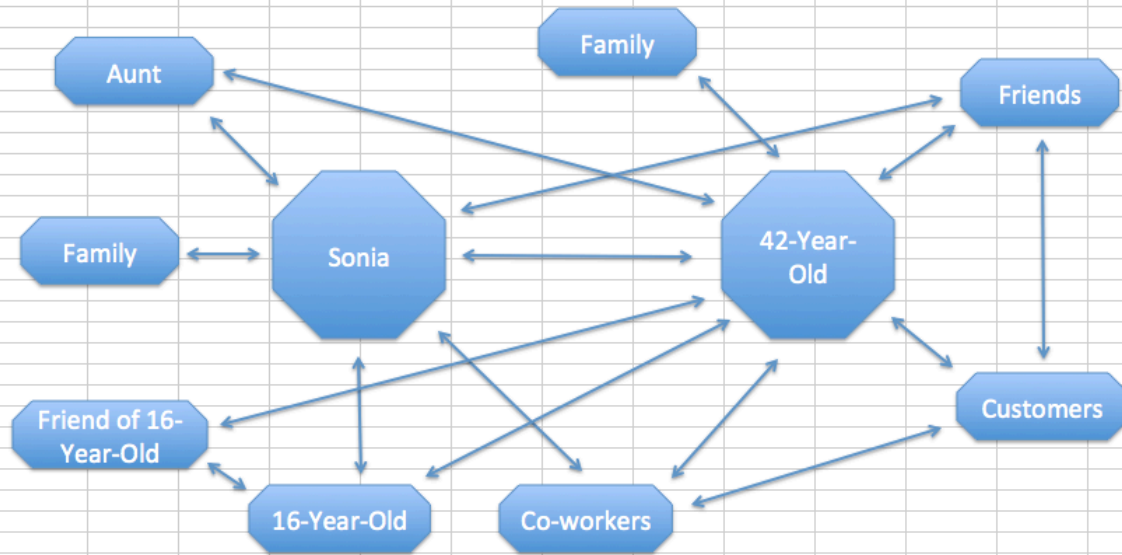 Family
Aunt
Friends
Family
Sonia
42-Year-
Old
Friend of 16-
Year-Old
Customers
16-Year-Old
Co-workers